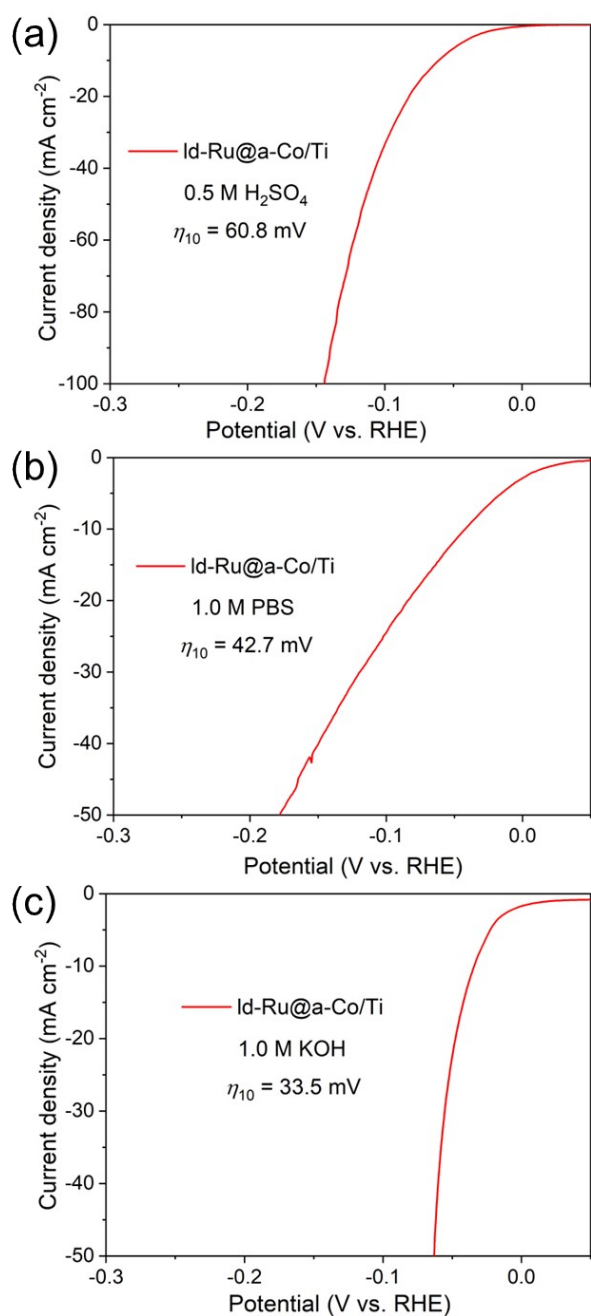 (a)
0
-20
-40
-60
-80
-100
Current density (mA cm⁻²)
ld-Ru@a-Co/Ti
0.5 M H₂SO₄
η₁₀ = 60.8 mV
-0.3 -0.2 -0.1 0.0
Potential (V vs. RHE)
(b)
0
-10
-20
-30
-40
-50
Current density (mA cm⁻²)
ld-Ru@a-Co/Ti
1.0 M PBS
η₁₀ = 42.7 mV
-0.3 -0.2 -0.1 0.0
Potential (V vs. RHE)
(c)
0
-10
-20
-30
-40
-50
Current density (mA cm⁻²)
ld-Ru@a-Co/Ti
1.0 M KOH
η₁₀ = 33.5 mV
-0.3 -0.2 -0.1 0.0
Potential (V vs. RHE)